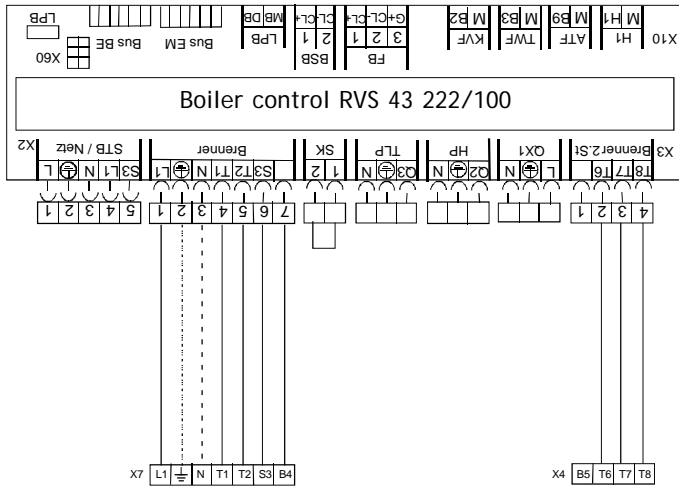 LPB
X60
Bus BE
Bus EM
MB DB
LPB
CL- CL+
2 1
BSB
G+ CL- CL+
1 2 3
FB
B2 M
KVF
B3 M
TWF
B9 M
ATF
H1 M
H1
X10
Boiler control RVS 43 222/100
X2
STB / Netz
Brenner
SK
TLP
HP
QX1
Brenner2.St
X3
L N L1 S3
L1 N T1 T2 S3
2 1
N Q3
N Q2
N L
T6 T7 T8
1 2 3 4 5
1 2 3 4 5 6 7
1 2 3 4
X7 L1 N T1 T2 S3 B4
X4 B5 T6 T7 T8